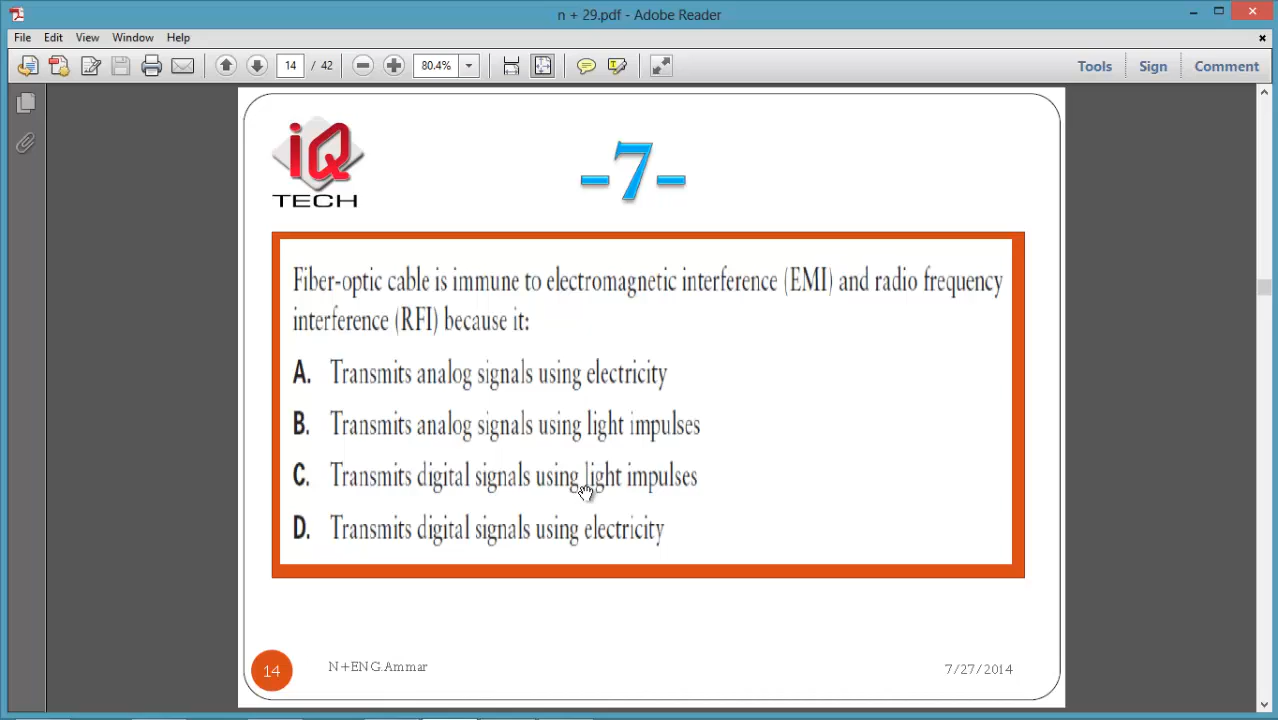 n + 29.pdf - Adobe Reader
File Edit View Window Help
14 / 42 80.4% Tools Sign Comment
iQ
TECH
-7-
Fiber-optic cable is immune to electromagnetic interference (EMI) and radio frequency
interference (RFI) because it:
A. Transmits analog signals using electricity
B. Transmits analog signals using light impulses
C. Transmits digital signals using light impulses
D. Transmits digital signals using electricity
14 N+ENG.Ammar 7/27/2014